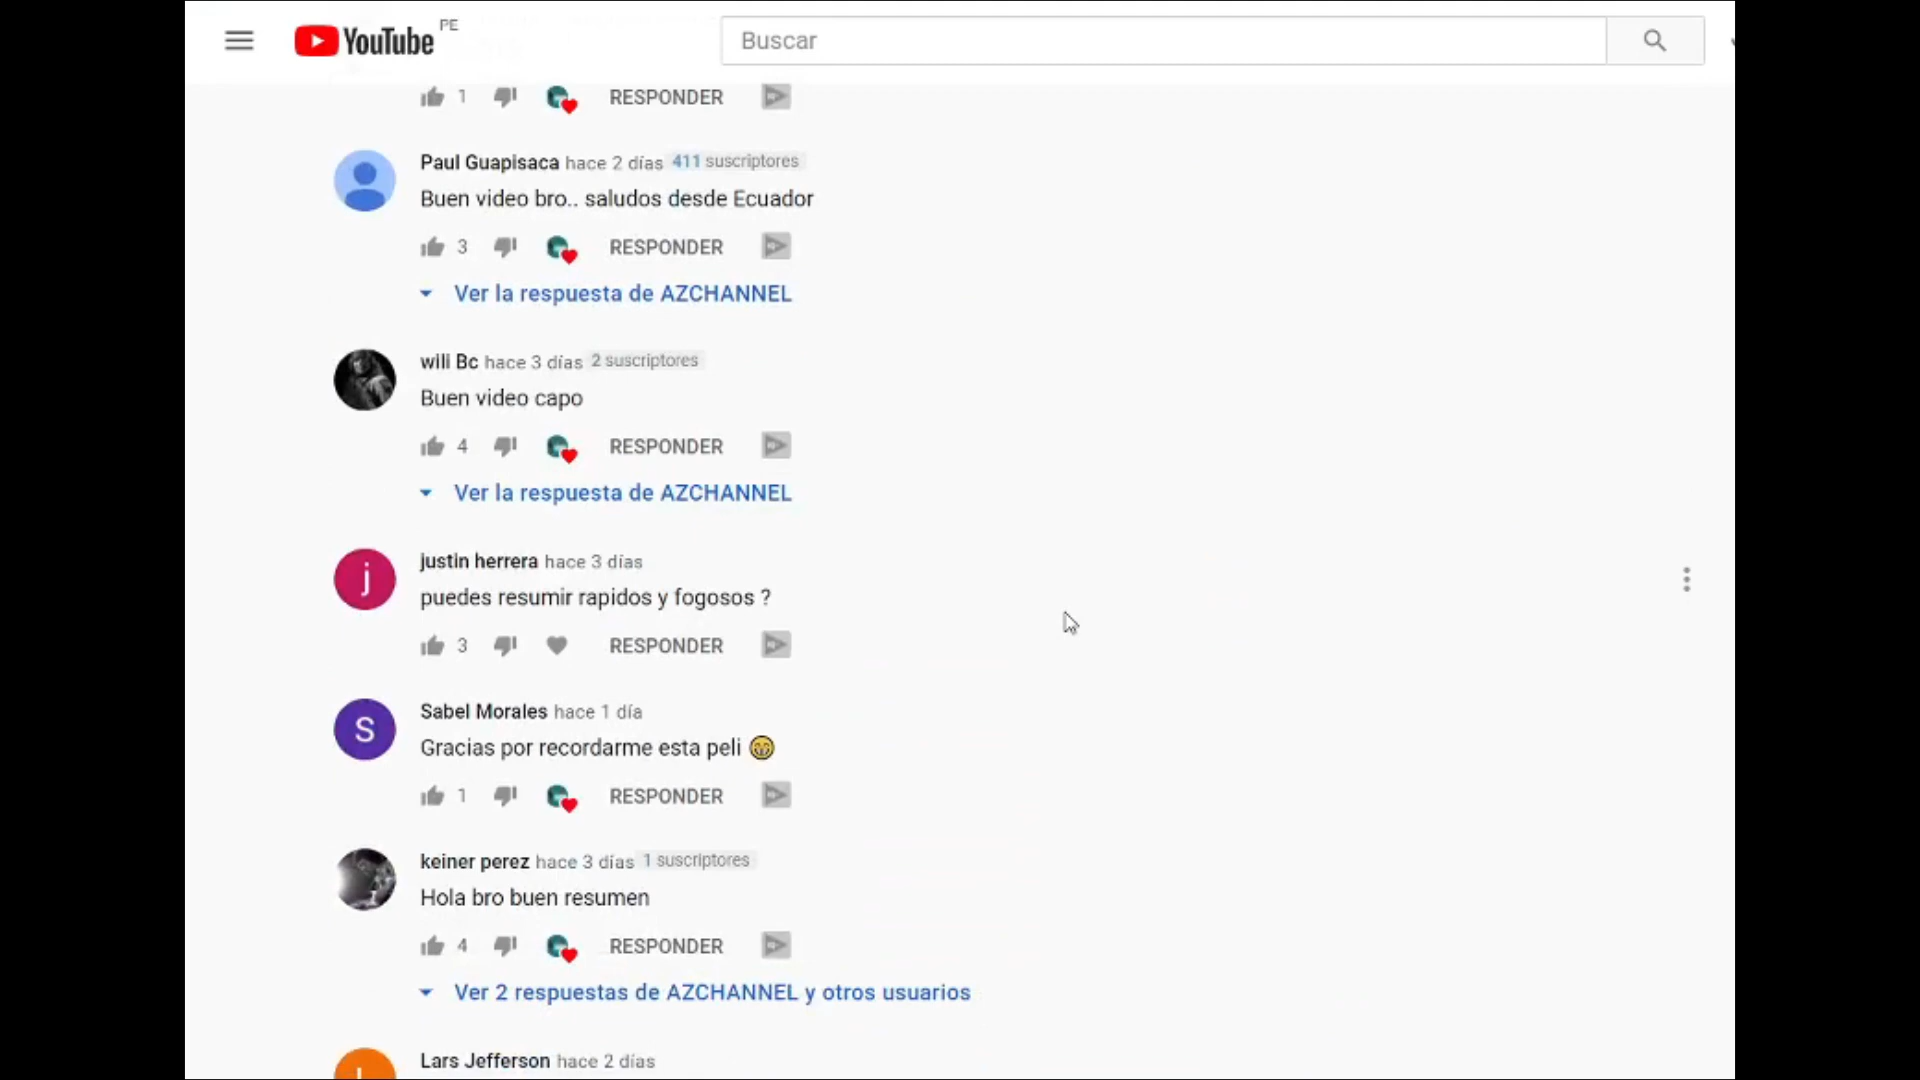 YouTube PE
Buscar
1 RESPONDER
Paul Guapisaca hace 2 días 411 suscriptores
Buen video bro.. saludos desde Ecuador
3 RESPONDER
Ver la respuesta de AZCHANNEL
wili Bc hace 3 días 2 suscriptores
Buen video capo
4 RESPONDER
Ver la respuesta de AZCHANNEL
j
justin herrera hace 3 días
puedes resumir rapidos y fogosos ?
3 RESPONDER
S
Sabel Morales hace 1 día
Gracias por recordarme esta peli 😁
1 RESPONDER
keiner perez hace 3 días 1 suscriptores
Hola bro buen resumen
4 RESPONDER
Ver 2 respuestas de AZCHANNEL y otros usuarios
L
Lars Jefferson hace 2 días